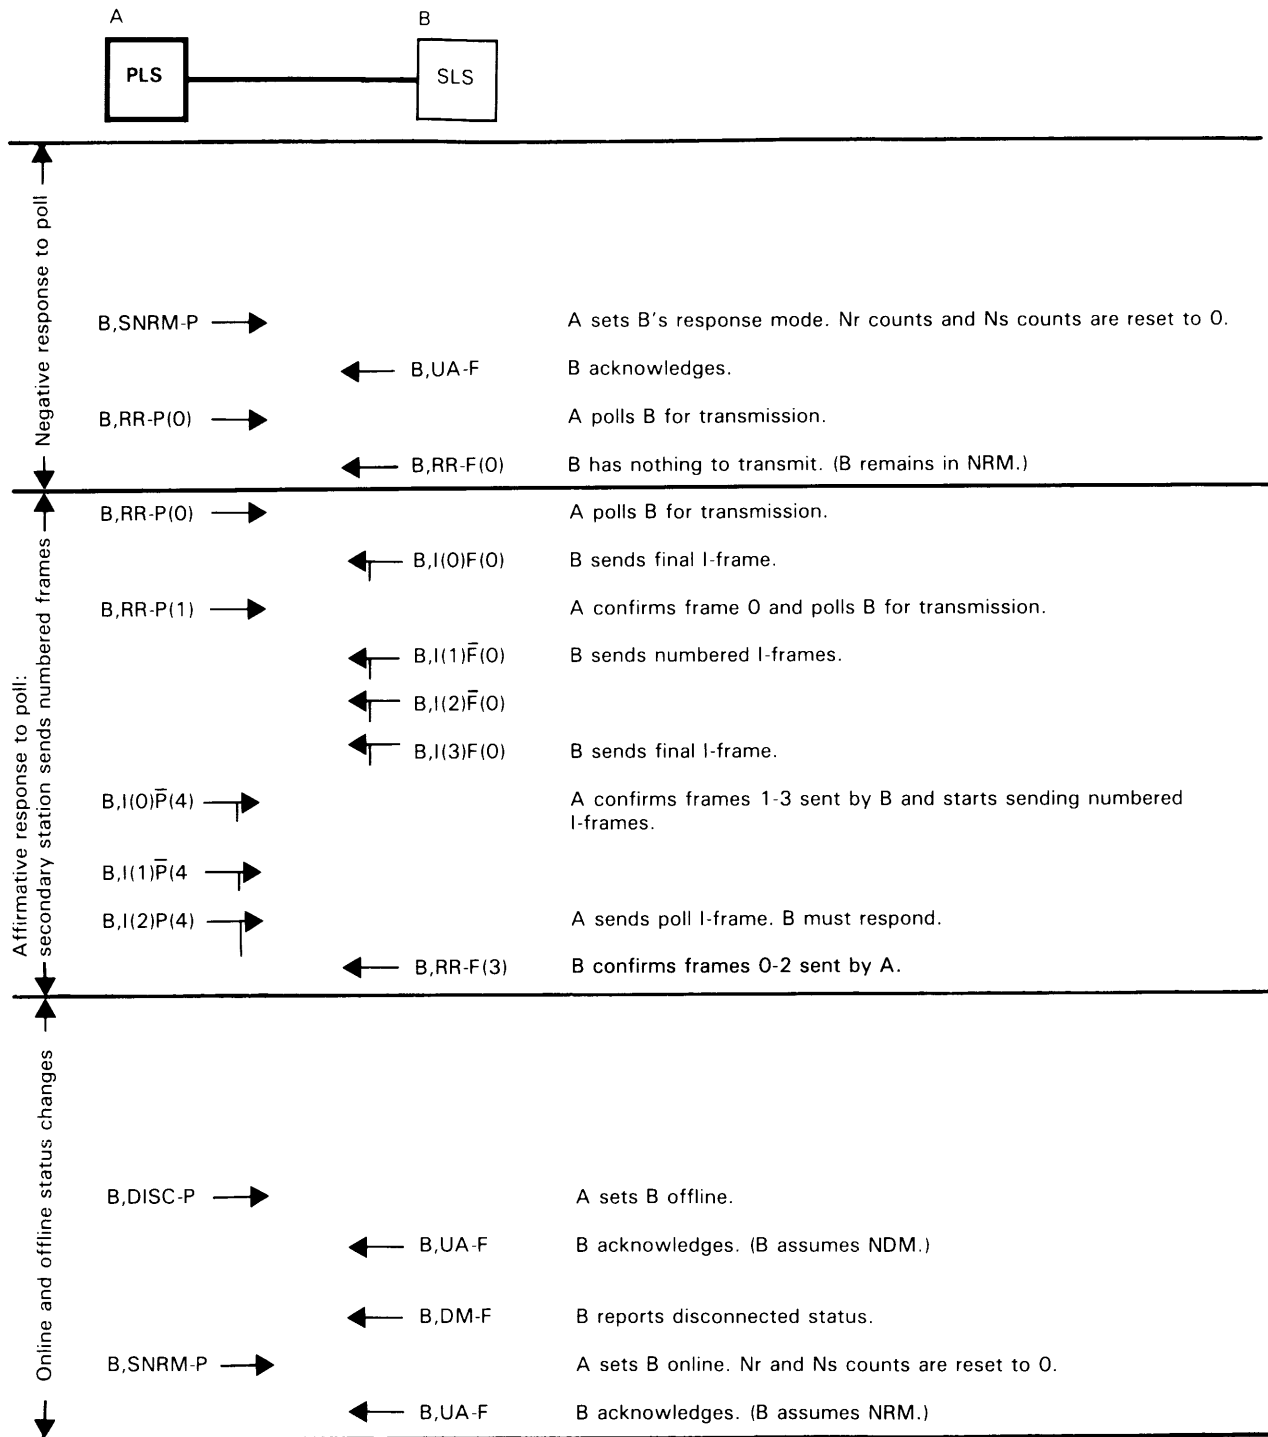 A
B
PLS
SLS
Negative response to poll
B,SNRM-P
A sets B's response mode. Nr counts and Ns counts are reset to 0.
B,UA-F
B acknowledges.
B,RR-P(0)
A polls B for transmission.
B,RR-F(0)
B has nothing to transmit. (B remains in NRM.)
Affirmative response to poll:
secondary station sends numbered frames
B,RR-P(0)
A polls B for transmission.
B,I(0)F(0)
B sends final I-frame.
B,RR-P(1)
A confirms frame 0 and polls B for transmission.
B,I(1)F̅(0)
B sends numbered I-frames.
B,I(2)F̅(0)
B,I(3)F(0)
B sends final I-frame.
B,I(0)P̅(4)
A confirms frames 1-3 sent by B and starts sending numbered
I-frames.
B,I(1)P̅(4
B,I(2)P(4)
A sends poll I-frame. B must respond.
B,RR-F(3)
B confirms frames 0-2 sent by A.
Online and offline status changes
B,DISC-P
A sets B offline.
B,UA-F
B acknowledges. (B assumes NDM.)
B,DM-F
B reports disconnected status.
B,SNRM-P
A sets B online. Nr and Ns counts are reset to 0.
B,UA-F
B acknowledges. (B assumes NRM.)